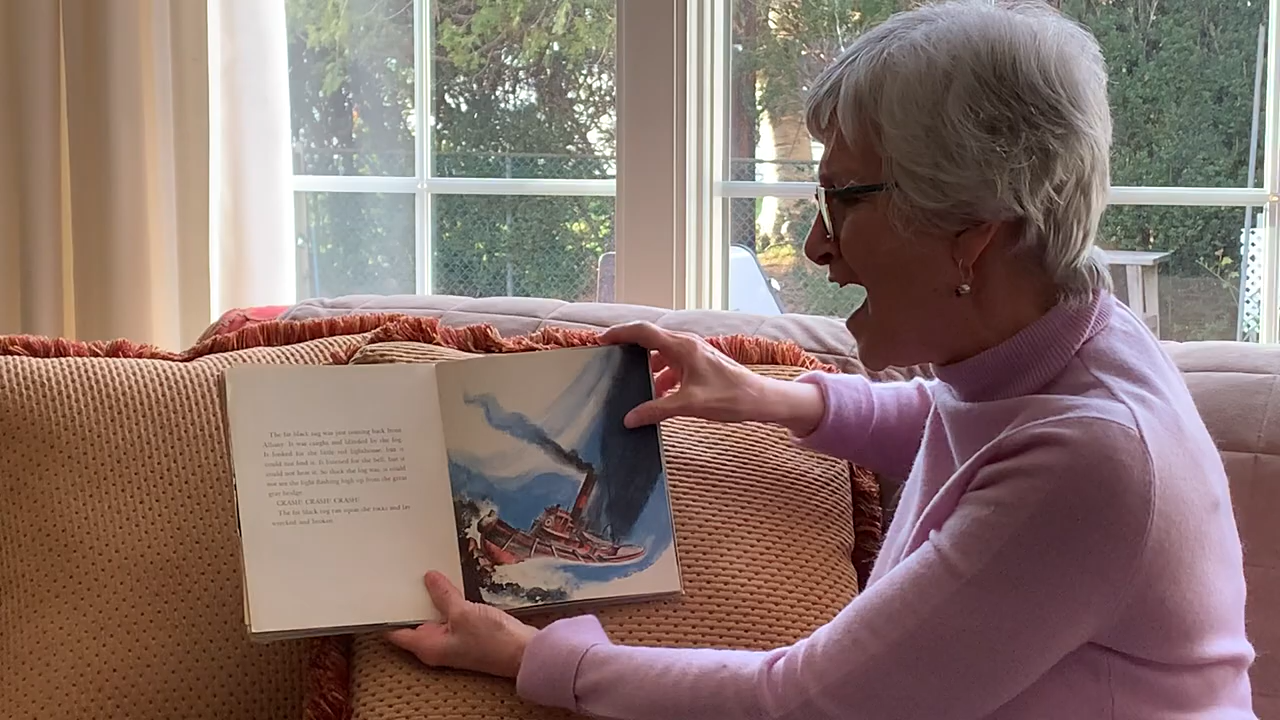 The fat black tug was just coming back from
Albany. It was caught and blinded by the fog.
It looked for the little red lighthouse, but it
could not find it. It listened for the bell, but it
could not hear it. So thick the fog was, it could
not see the light flashing high up from the great
gray bridge.
CRASH! CRASH! CRASH!
The fat black tug ran upon the rocks and lay
wrecked and broken.